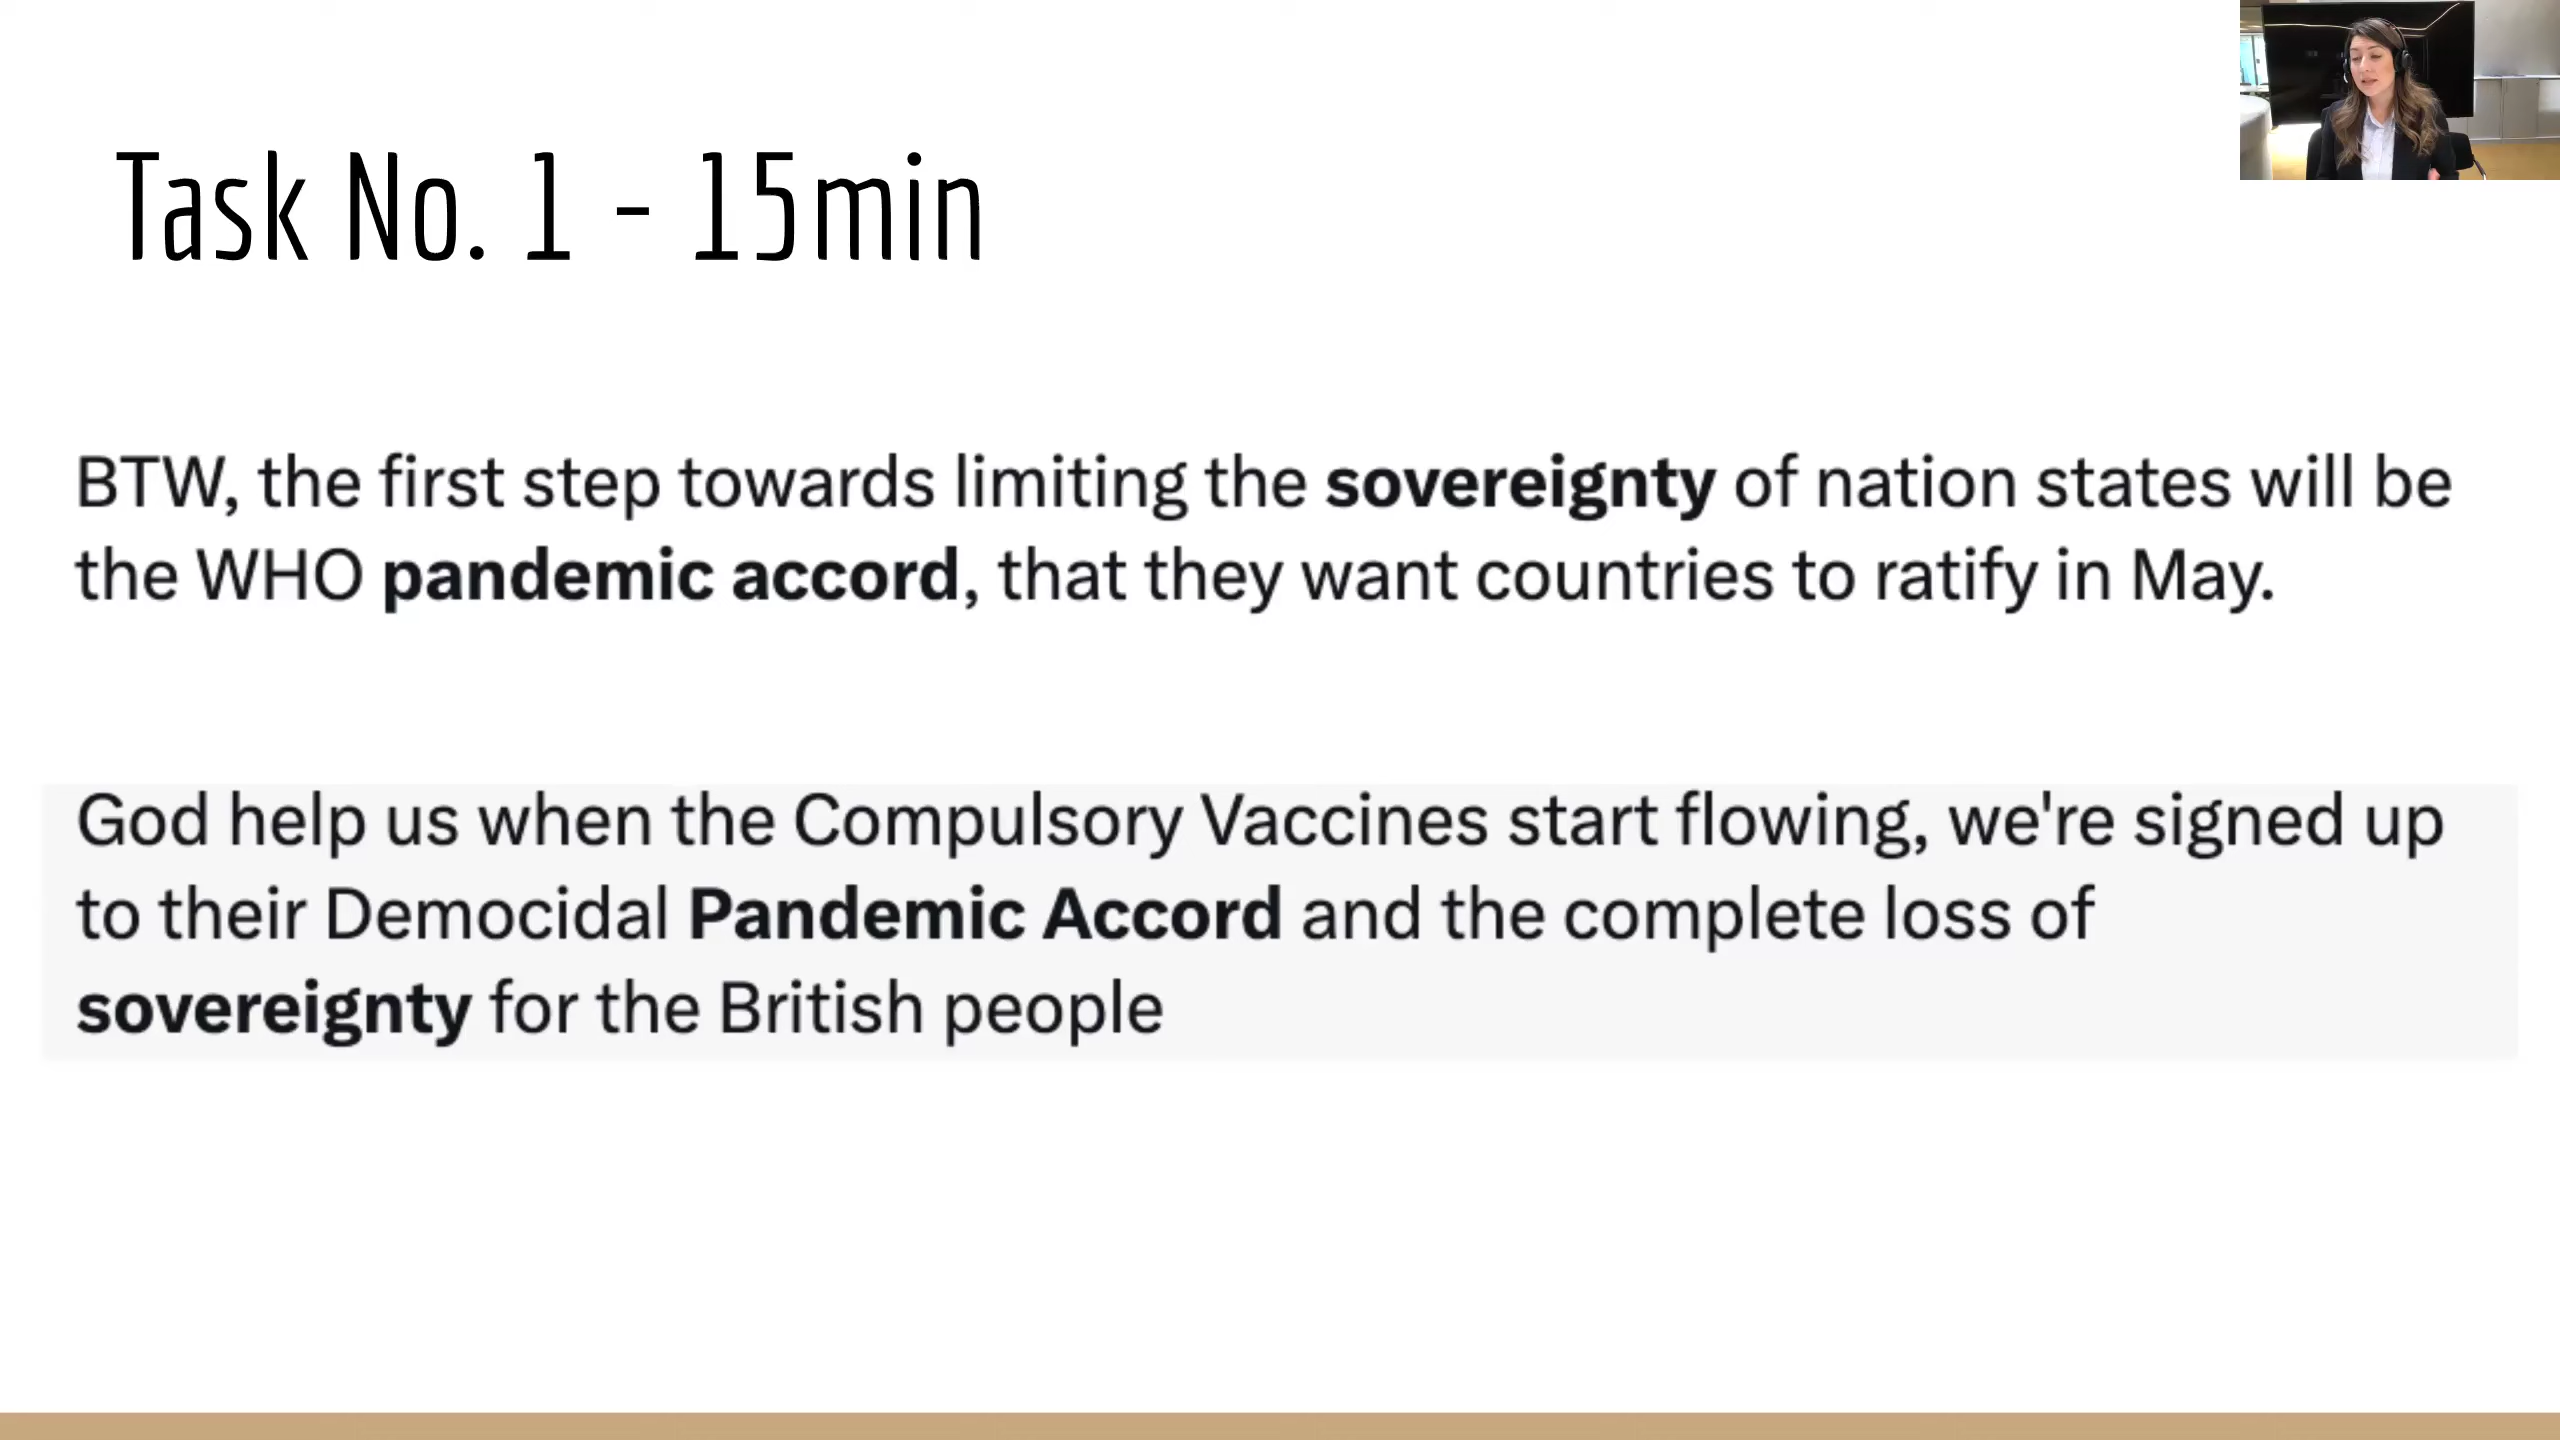 Task No. 1 - 15min
BTW, the first step towards limiting the sovereignty of nation states will be
the WHO pandemic accord, that they want countries to ratify in May.
God help us when the Compulsory Vaccines start flowing, we're signed up
to their Democidal Pandemic Accord and the complete loss of
sovereignty for the British people